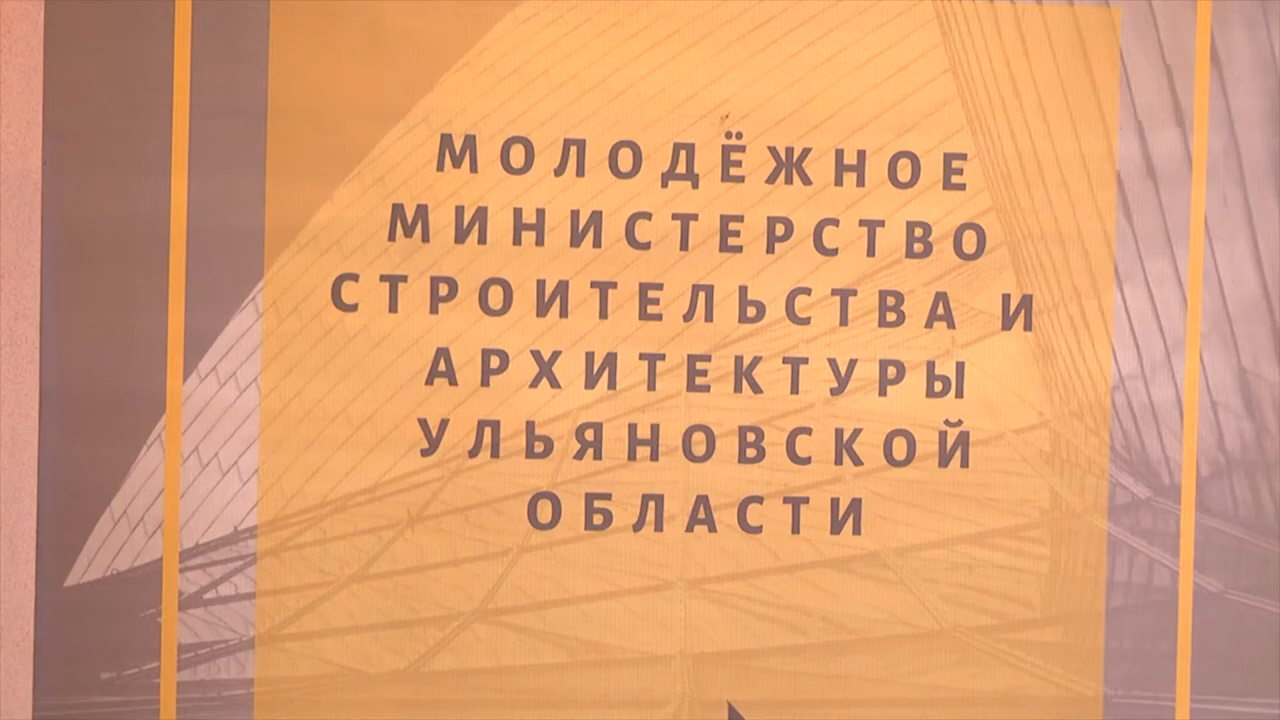 МОЛОДЁЖНОЕ
МИНИСТЕРСТВО
СТРОИТЕЛЬСТВА И
АРХИТЕКТУРЫ
УЛЬЯНОВСКОЙ
ОБЛАСТИ